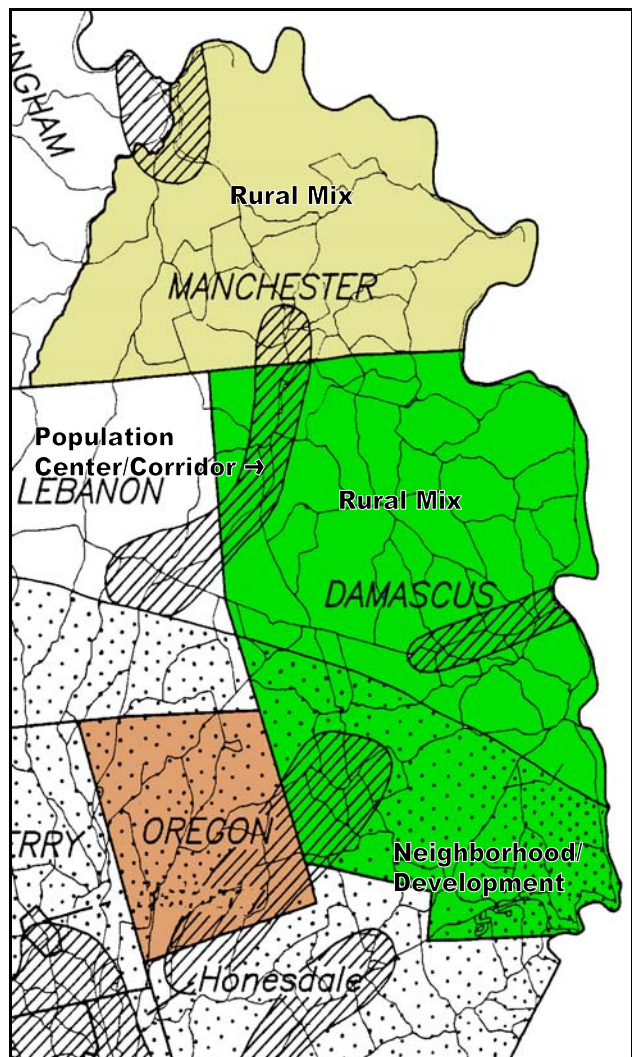 INGHAM
Rural Mix
MANCHESTER
Population
Center/Corridor →
LEBANON
Rural Mix
DAMASCUS
OREGON
ERRY
Neighborhood/
Development
Honesdale